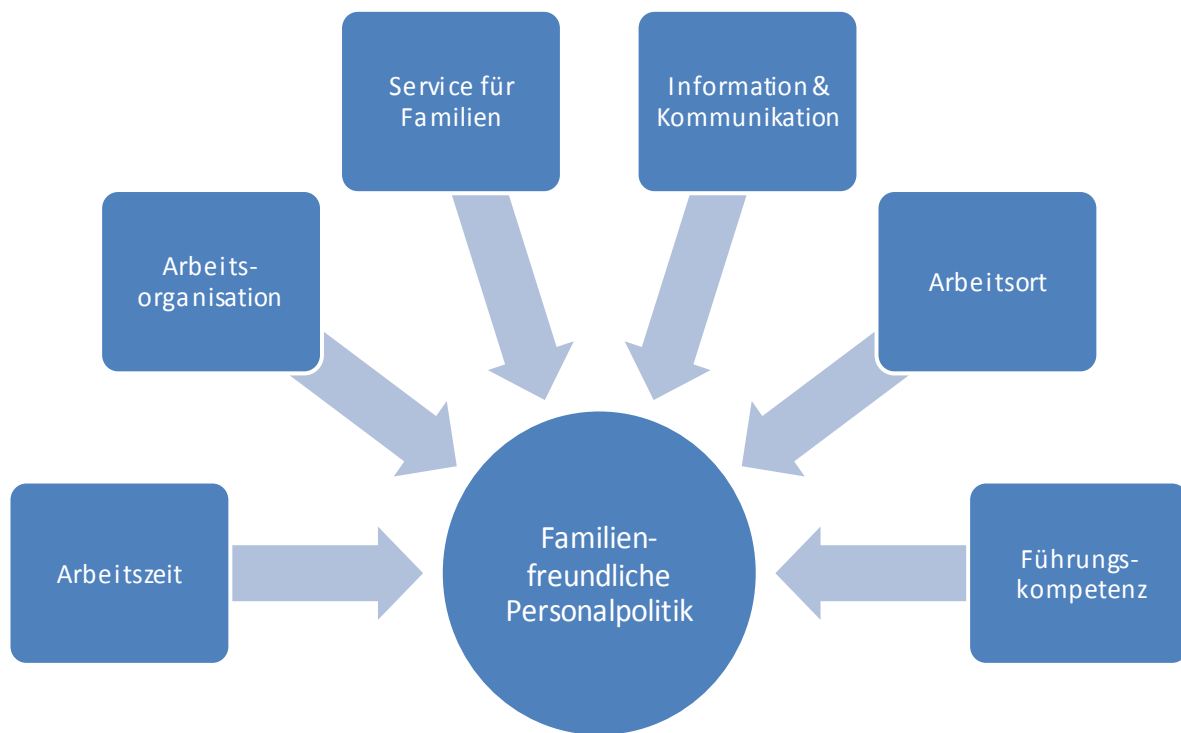 Service für
Familien
Information &
Kommunikation
Arbeits-
organisation
Arbeitsort
Arbeitszeit
Familien-
freundliche
Personalpolitik
Führungs-
kompetenz